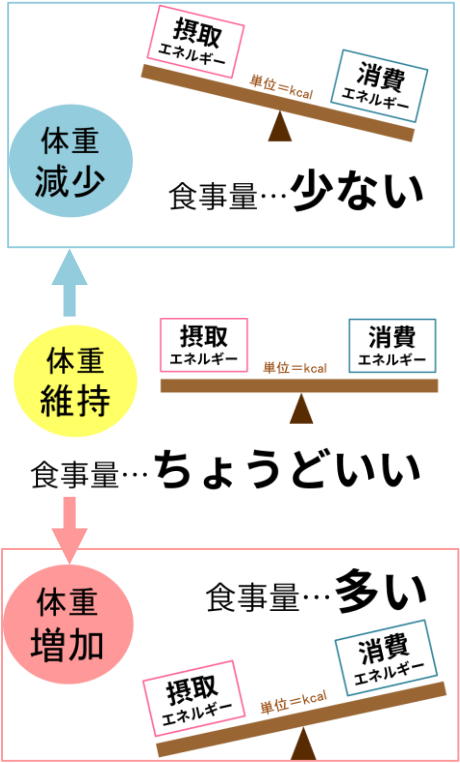 摂取
エネルギー
消費
エネルギー
単位=kcal
体重
減少
食事量…少ない
体重
維持
摂取
エネルギー
消費
エネルギー
単位=kcal
食事量…ちょうどいい
体重
増加
食事量…多い
摂取
エネルギー
消費
エネルギー
単位=kcal